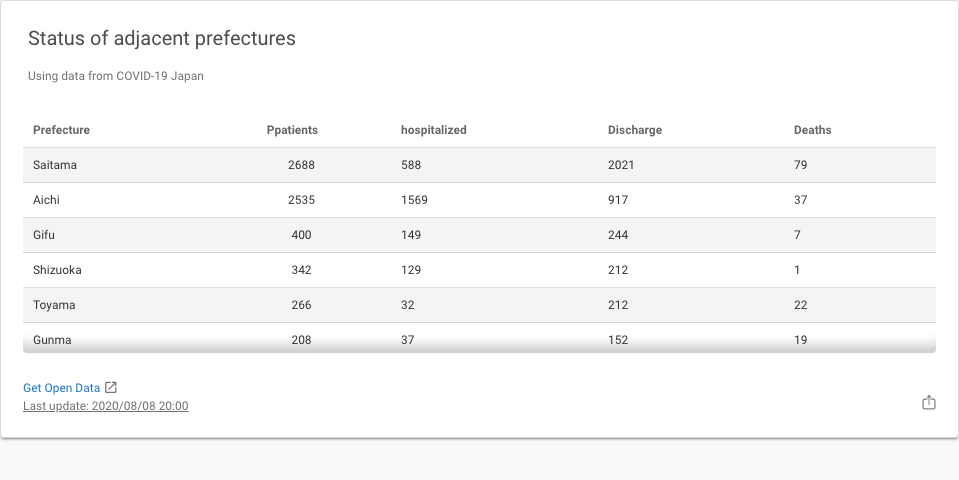 Status of adjacent prefectures
Using data from COVID-19 Japan
Prefecture Ppatients hospitalized Discharge Deaths
Saitama 2688 588 2021 79
Aichi 2535 1569 917 37
Gifu 400 149 244 7
Shizuoka 342 129 212 1
Toyama 266 32 212 22
Gunma 208 37 152 19
Get Open Data
Last update: 2020/08/08 20:00